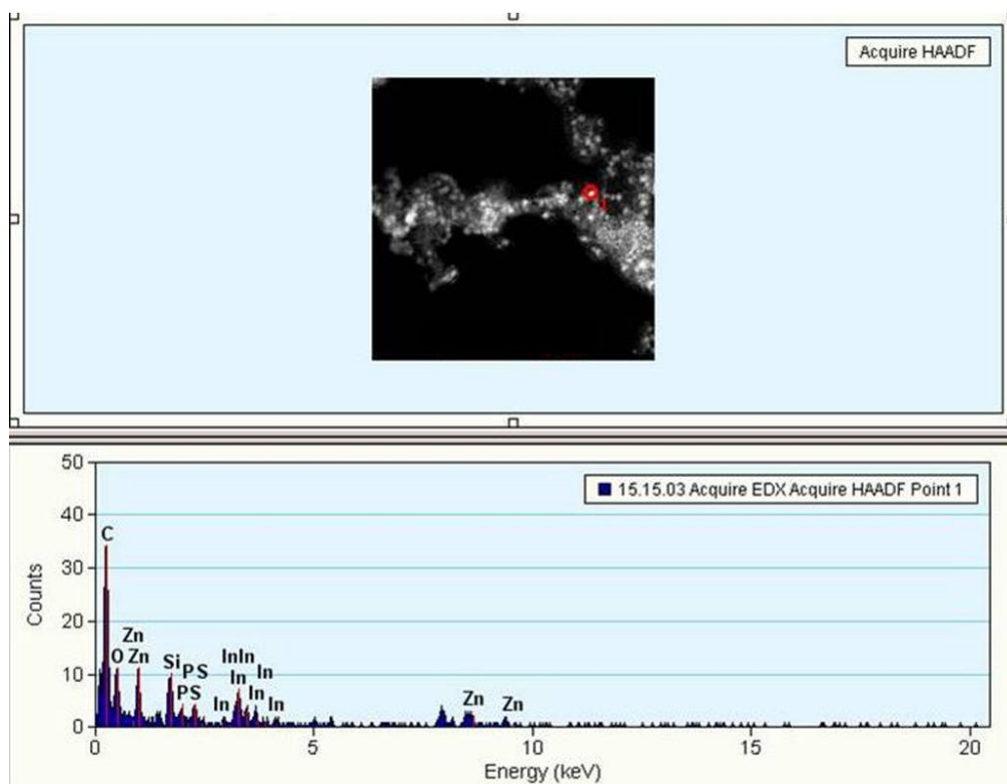 Acquire HAADF
1
50
15.15.03 Acquire EDX Acquire HAADF Point 1
40
C
30
Counts
20
Zn
In In
O Zn Si P S In
P S In In In In Zn Zn
10
0
0 5 10 15 20
Energy (keV)